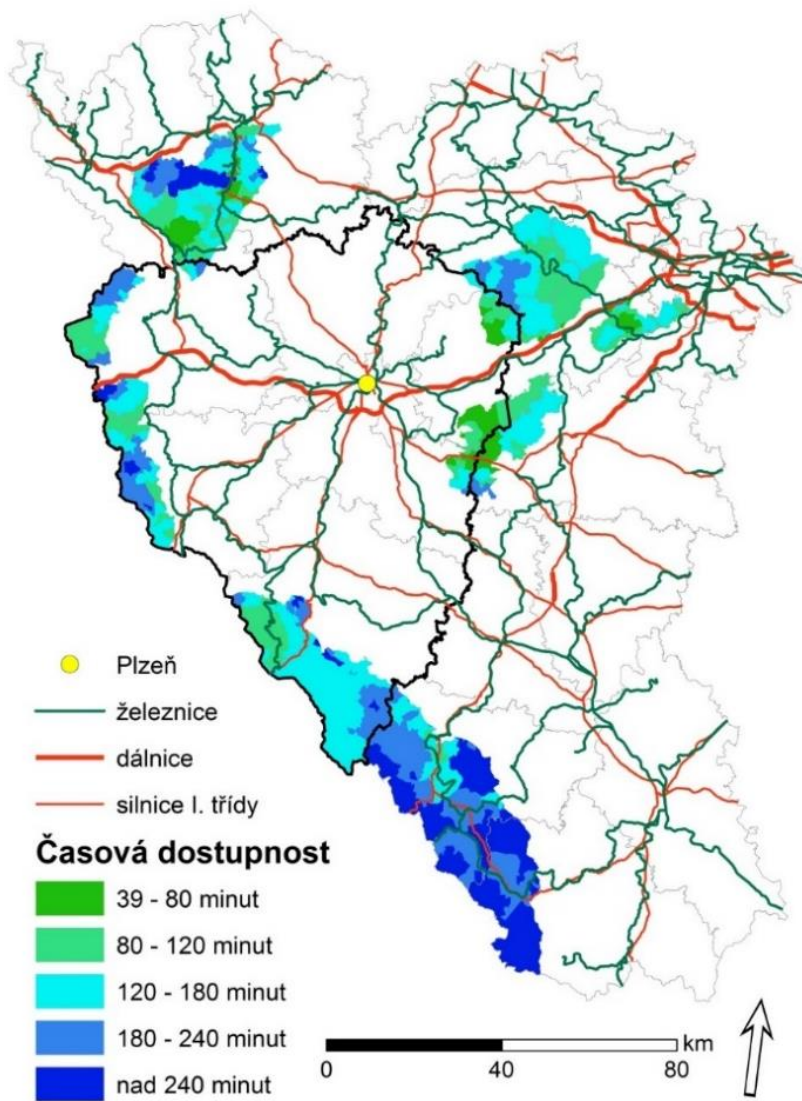 Plzeň
železnice
dálnice
silnice I. třídy
Časová dostupnost
39 - 80 minut
80 - 120 minut
120 - 180 minut
180 - 240 minut
nad 240 minut
km
0 40 80